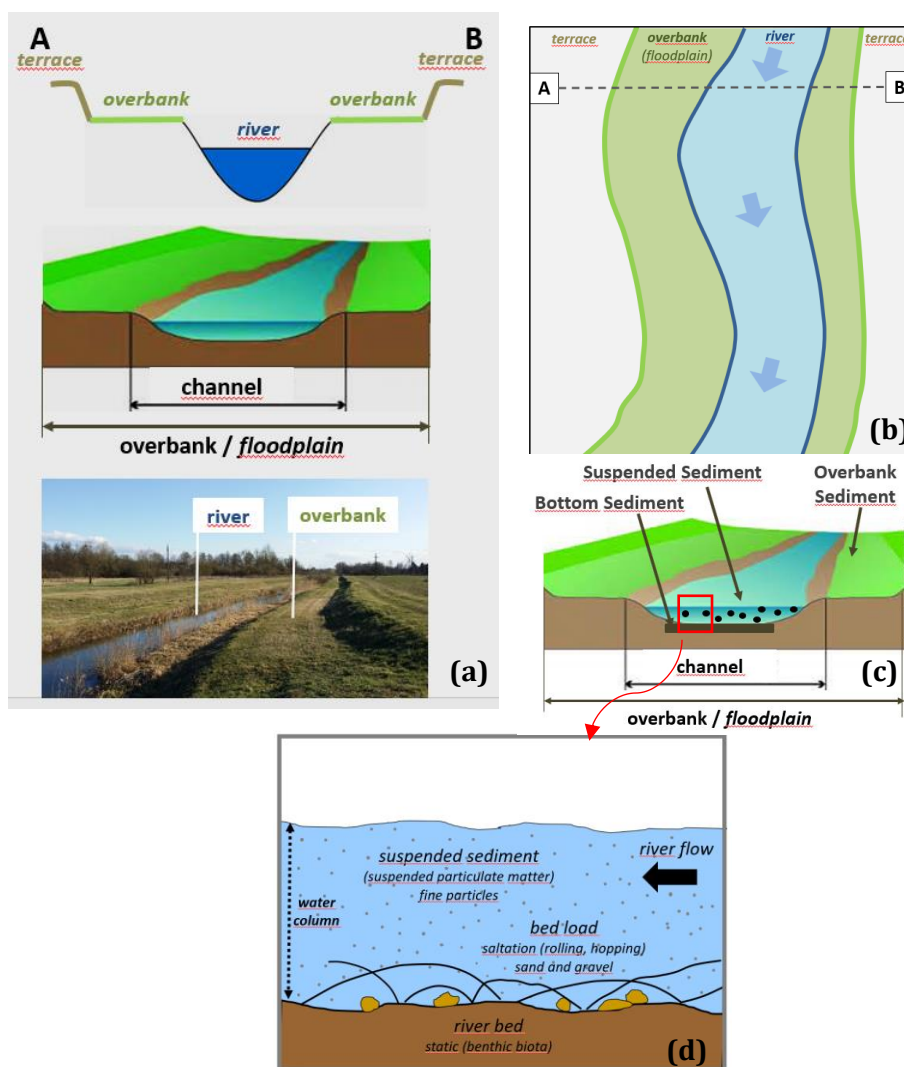 A
B
terrace
terrace
overbank
overbank
river
channel
overbank / floodplain
river
overbank
(a)
terrace
overbank
(floodplain)
river
terrace
A
B
(b)
Suspended Sediment
Overbank
Sediment
Bottom Sediment
channel
(c)
overbank / floodplain
suspended sediment
(suspended particulate matter)
fine particles
river flow
water
column
bed load
saltation (rolling, hopping)
sand and gravel
river bed
static (benthic biota)
(d)